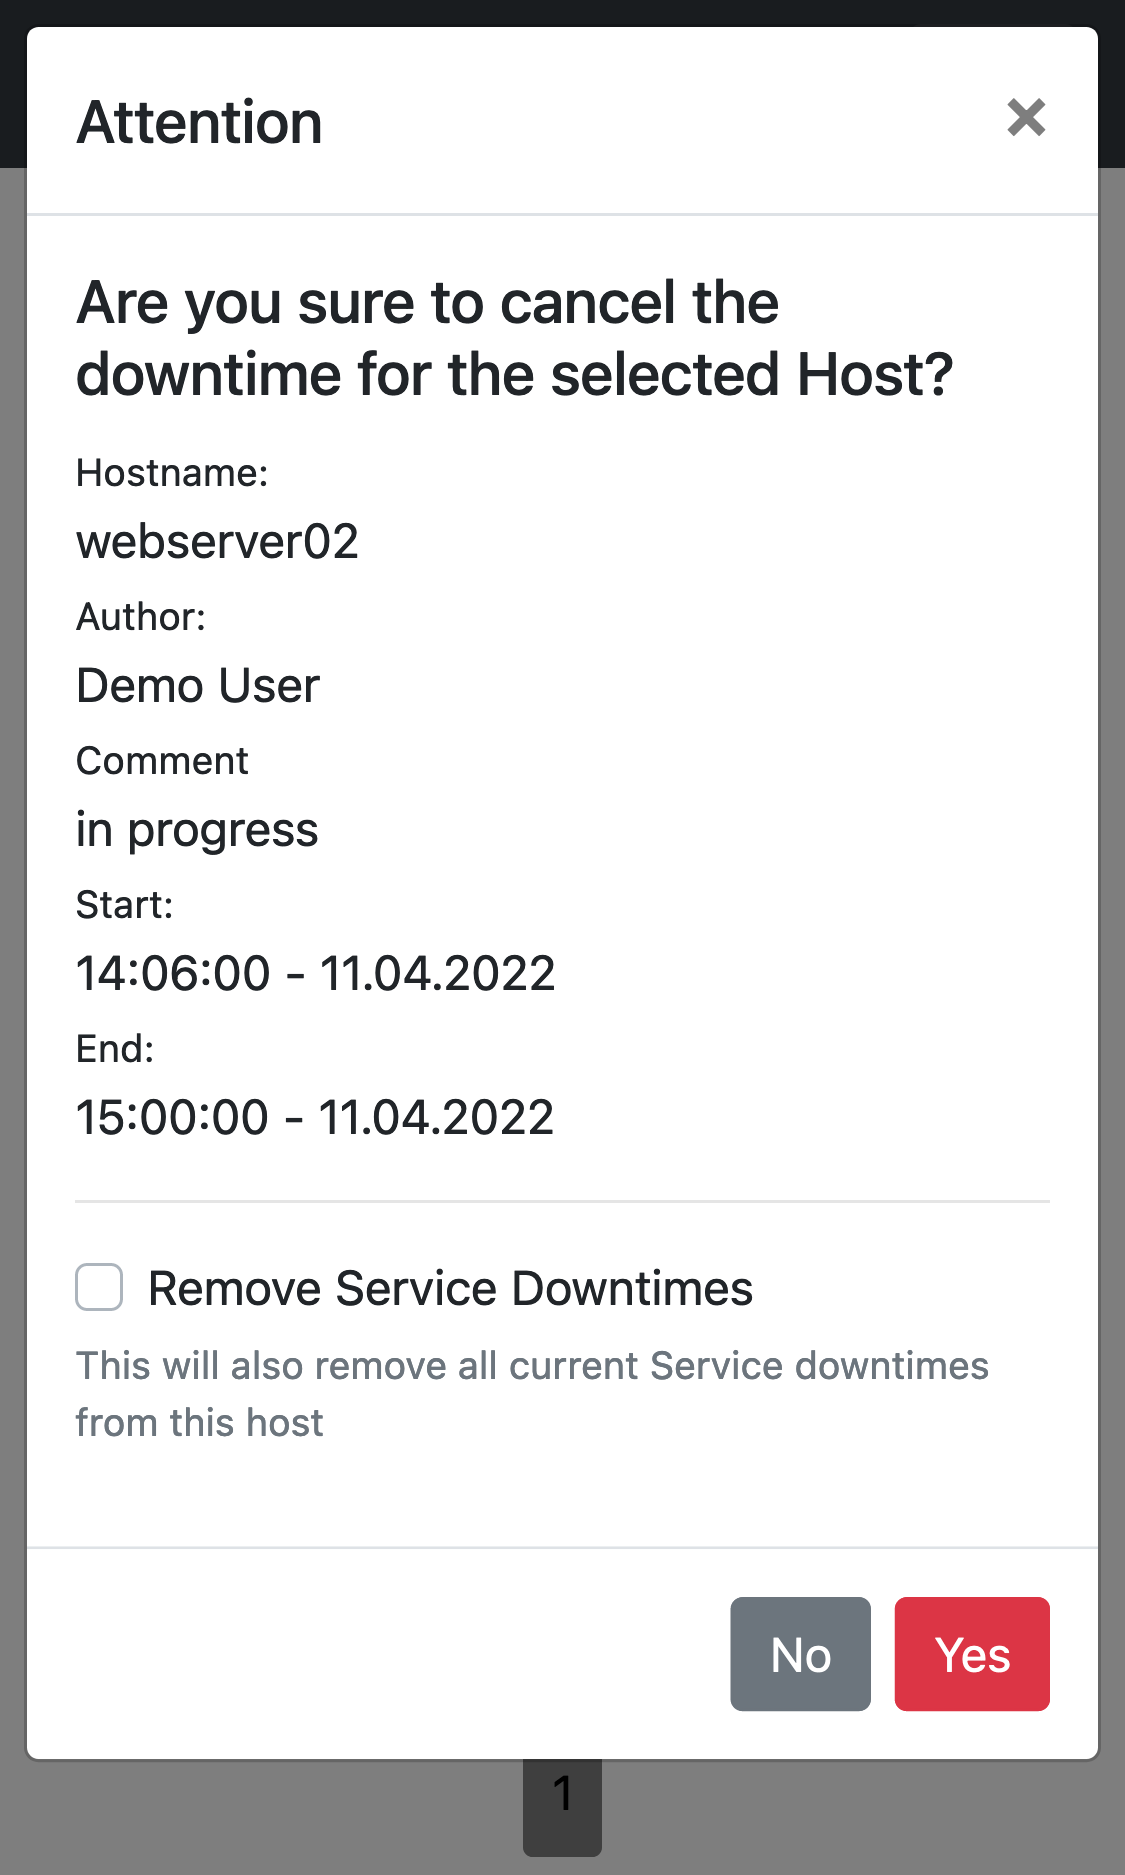 Attention
×
Are you sure to cancel the
downtime for the selected Host?
Hostname:
webserver02
Author:
Demo User
Comment
in progress
Start:
14:06:00 - 11.04.2022
End:
15:00:00 - 11.04.2022
Remove Service Downtimes
This will also remove all current Service downtimes
from this host
No Yes
1